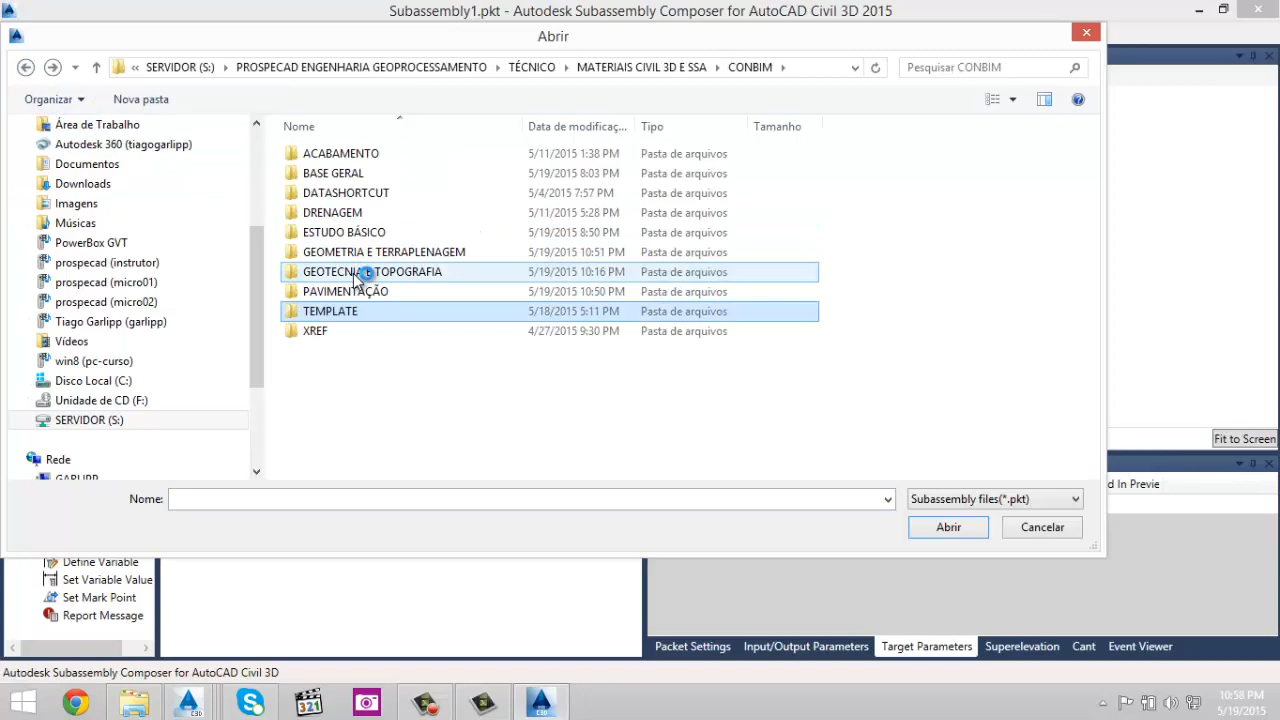 Subassembly1.pkt - Autodesk Subassembly Composer for AutoCAD Civil 3D 2015
Abrir
SERVIDOR (S:) PROSPECAD ENGENHARIA GEOPROCESSAMENTO TÉCNICO MATERIAIS CIVIL 3D E SSA CONBIM
Pesquisar CONBIM
Organizar Nova pasta
Nome Data de modificaç... Tipo Tamanho
Área de Trabalho
Autodesk 360 (tiagogarlipp)
Documentos
Downloads
Imagens
Músicas
PowerBox GVT
prospecad (instrutor)
prospecad (micro01)
prospecad (micro02)
Tiago Garlipp (garlipp)
Vídeos
win8 (pc-curso)
Disco Local (C:)
Unidade de CD (F:)
SERVIDOR (S:)
Rede
GARLIPP
ACABAMENTO 5/11/2015 1:38 PM Pasta de arquivos
BASE GERAL 5/19/2015 8:03 PM Pasta de arquivos
DATASHORTCUT 5/4/2015 7:57 PM Pasta de arquivos
DRENAGEM 5/11/2015 5:28 PM Pasta de arquivos
ESTUDO BÁSICO 5/19/2015 8:50 PM Pasta de arquivos
GEOMETRIA E TERRAPLENAGEM 5/19/2015 10:51 PM Pasta de arquivos
GEOTECNIA E TOPOGRAFIA 5/19/2015 10:16 PM Pasta de arquivos
PAVIMENTAÇÃO 5/19/2015 10:50 PM Pasta de arquivos
TEMPLATE 5/18/2015 5:11 PM Pasta de arquivos
XREF 4/27/2015 9:30 PM Pasta de arquivos
Nome:
Subassembly files(*.pkt)
Abrir
Cancelar
Fit to Screen
d In Previe
Define Variable
Set Variable Value
Set Mark Point
Report Message
Packet Settings Input/Output Parameters Target Parameters Superelevation Cant Event Viewer
Autodesk Subassembly Composer for AutoCAD Civil 3D
C3D
321
C3D
10:58 PM
5/19/2015